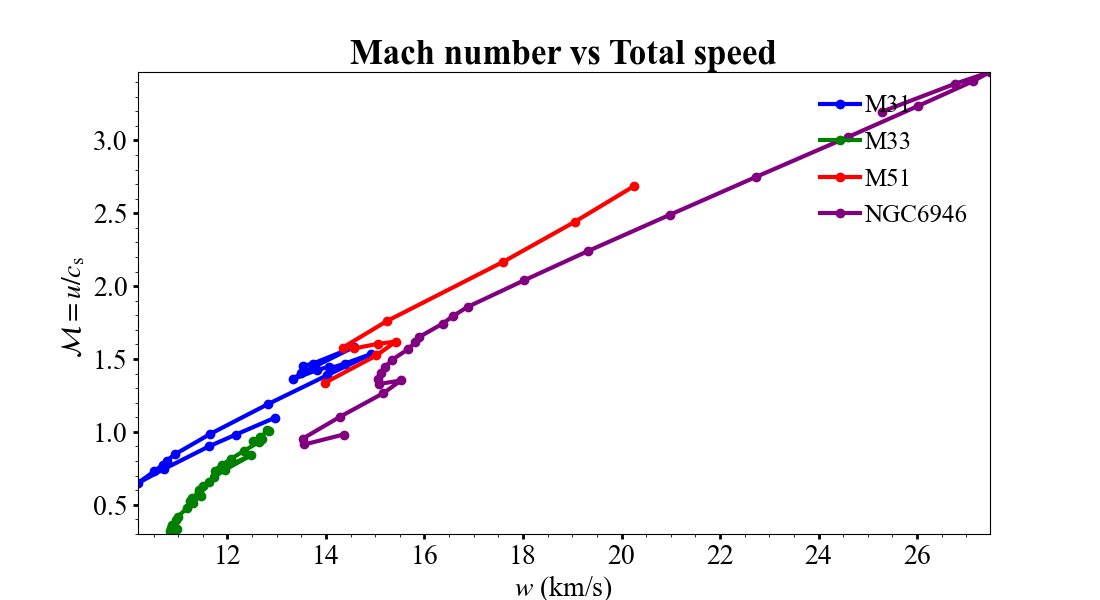 Mach number vs Total speed
ℳ = u/cₛ
3.0
2.5
2.0
1.5
1.0
0.5
M31
M33
M51
NGC6946
12 14 16 18 20 22 24 26
w (km/s)